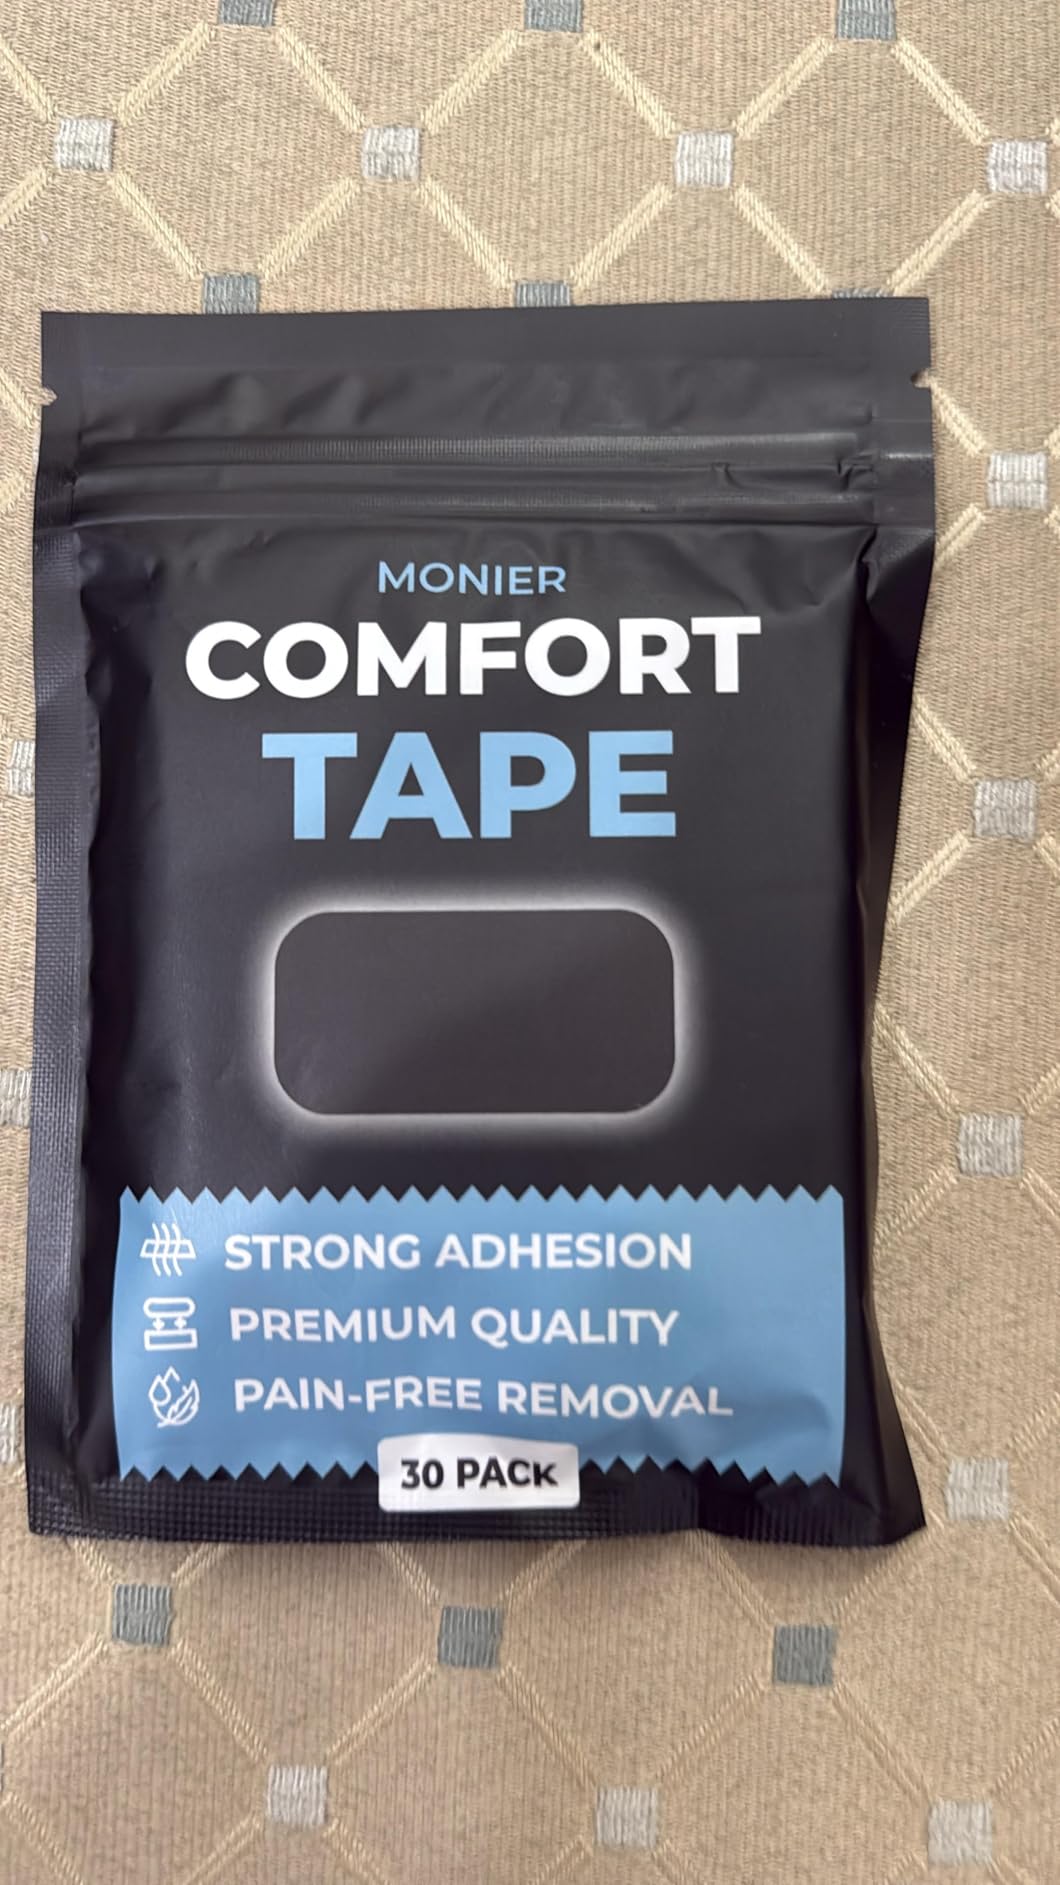 MONIER
COMFORT
TAPE
STRONG ADHESION
PREMIUM QUALITY
PAIN-FREE REMOVAL
30 PACK